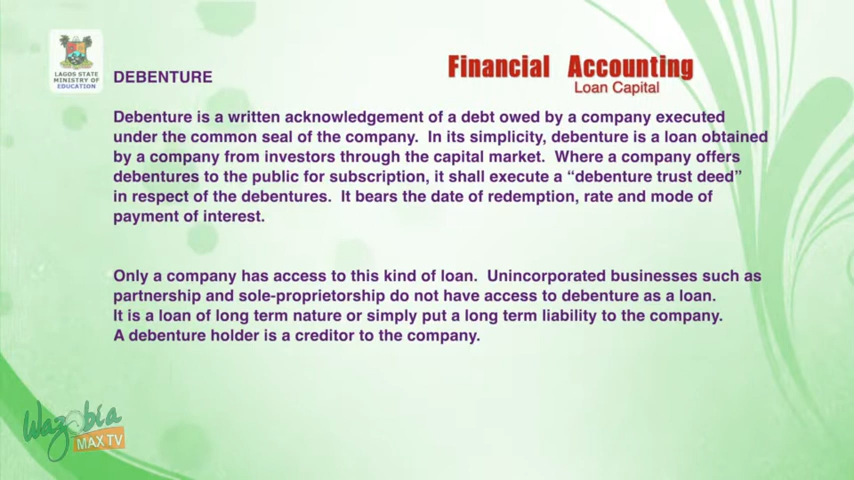 LAGOS STATE
MINISTRY OF
EDUCATION
DEBENTURE
Financial Accounting
Loan Capital
Debenture is a written acknowledgement of a debt owed by a company executed
under the common seal of the company. In its simplicity, debenture is a loan obtained
by a company from investors through the capital market. Where a company offers
debentures to the public for subscription, it shall execute a “debenture trust deed”
in respect of the debentures. It bears the date of redemption, rate and mode of
payment of interest.
Only a company has access to this kind of loan. Unincorporated businesses such as
partnership and sole-proprietorship do not have access to debenture as a loan.
It is a loan of long term nature or simply put a long term liability to the company.
A debenture holder is a creditor to the company.
Wazobia
MAX TV